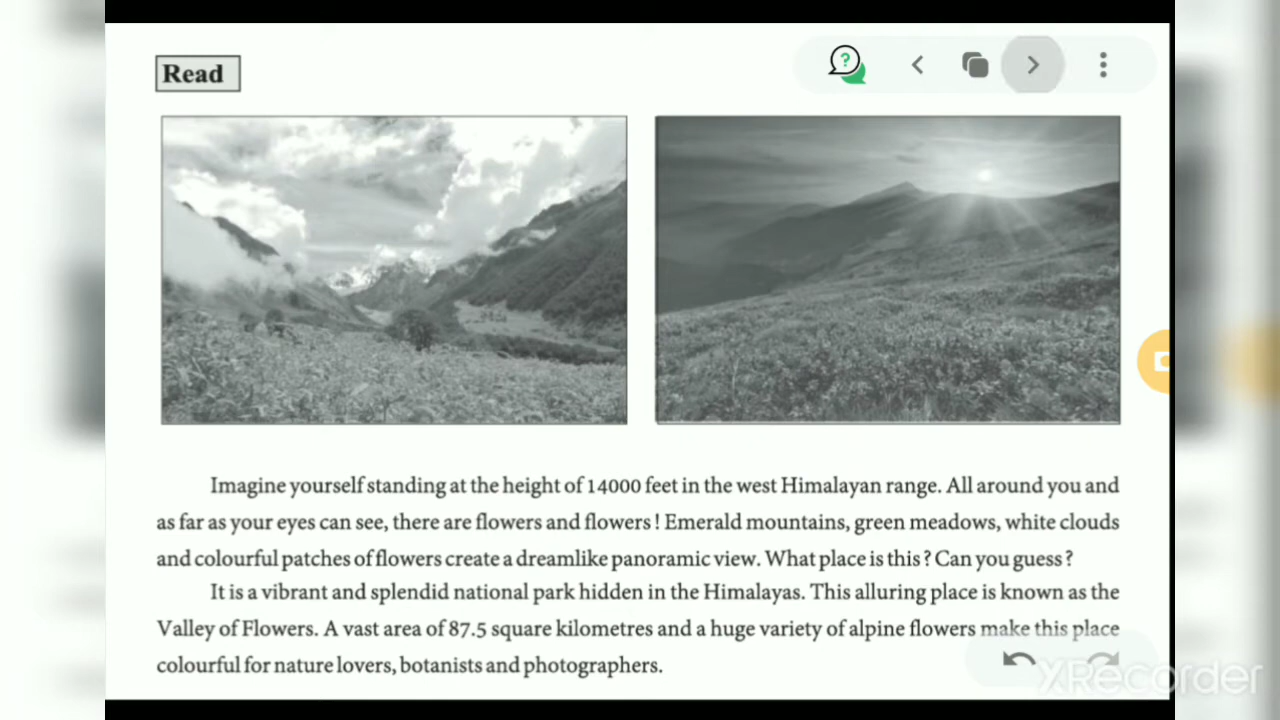 Read
Imagine yourself standing at the height of 14000 feet in the west Himalayan range. All around you and
as far as your eyes can see, there are flowers and flowers ! Emerald mountains, green meadows, white clouds
and colourful patches of flowers create a dreamlike panoramic view. What place is this ? Can you guess ?
It is a vibrant and splendid national park hidden in the Himalayas. This alluring place is known as the
Valley of Flowers. A vast area of 87.5 square kilometres and a huge variety of alpine flowers make this place
colourful for nature lovers, botanists and photographers.
XRecorder